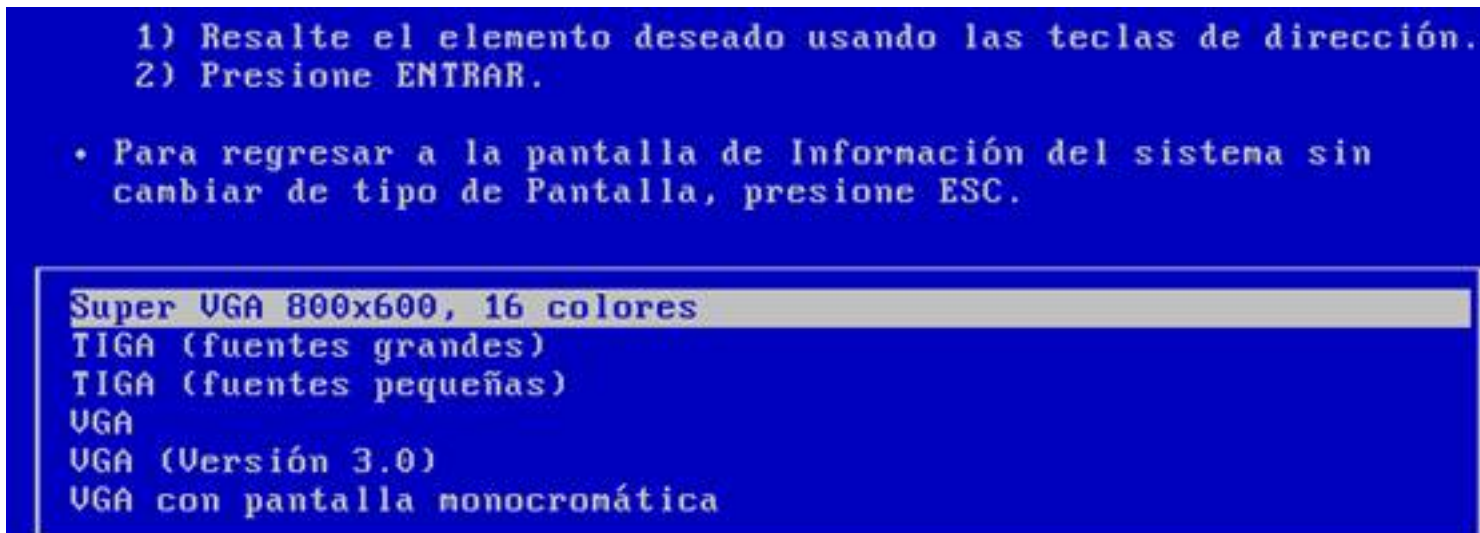 1) Resalte el elemento deseado usando las teclas de dirección.
2) Presione ENTRAR.
• Para regresar a la pantalla de Información del sistema sin
cambiar de tipo de Pantalla, presione ESC.
Super VGA 800x600, 16 colores
TIGA (fuentes grandes)
TIGA (fuentes pequeñas)
VGA
VGA (Versión 3.0)
VGA con pantalla monocromática